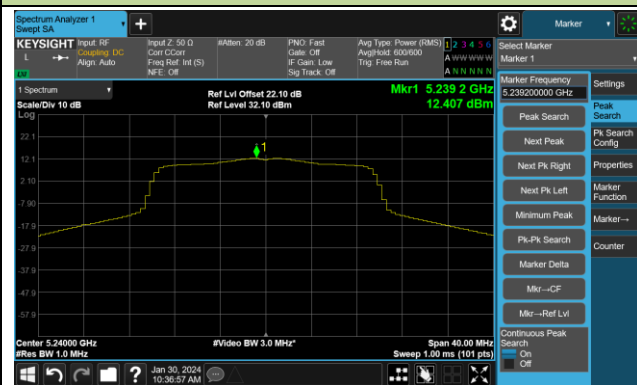 Spectrum Analyzer 1
Swept SA
+
Marker
KEYSIGHT
L
Input: RF
Coupling: DC
Align: Auto
Input Z: 50 Ω
Corr CCorr
Freq Ref: Int (S)
NFE: Off
#Atten: 20 dB
PNO: Fast
Gate: Off
IF Gain: Low
Sig Track: Off
Avg Type: Power (RMS)
Avg|Hold: 600/600
Trig: Free Run
1 2 3 4 5 6
A W W W W W
A N N N N N
Select Marker
Marker 1
1 Spectrum
Scale/Div 10 dB
Log
Ref Lvl Offset 22.10 dB
Ref Level 32.10 dBm
Mkr1 5.239 2 GHz
12.407 dBm
22.1
12.1
2.10
-7.90
-17.9
-27.9
-37.9
-47.9
-57.9
1
Center 5.24000 GHz
#Res BW 1.0 MHz
#Video BW 3.0 MHz*
Span 40.00 MHz
Sweep 1.00 ms (101 pts)
Marker Frequency
5.239200000 GHz
Peak Search
Next Peak
Next Pk Right
Next Pk Left
Minimum Peak
Pk-Pk Search
Marker Delta
Mkr→CF
Mkr→Ref Lvl
Continuous Peak
Search
On
Off
Settings
Peak
Search
Pk Search
Config
Properties
Marker
Function
Marker→
Counter
?
Jan 30, 2024
10:36:57 AM